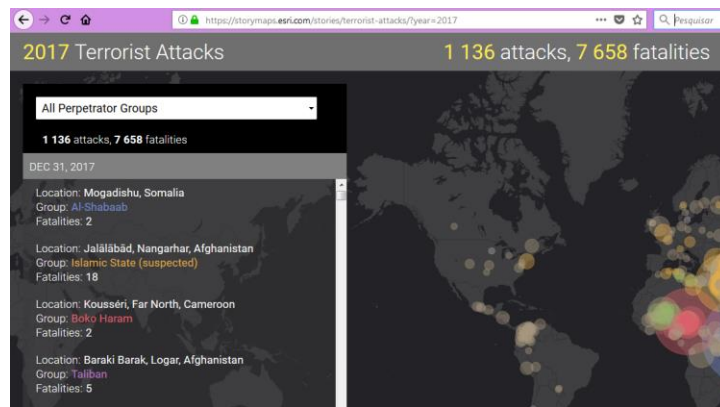 https://storymaps.esri.com/stories/terrorist-attacks/?year=2017
Pesquisar
2017 Terrorist Attacks
1 136 attacks, 7 658 fatalities
All Perpetrator Groups
1 136 attacks, 7 658 fatalities
DEC 31, 2017
Location: Mogadishu, Somalia
Group: Al-Shabaab
Fatalities: 2
Location: Jalālābād, Nangarhar, Afghanistan
Group: Islamic State (suspected)
Fatalities: 18
Location: Kousséri, Far North, Cameroon
Group: Boko Haram
Fatalities: 2
Location: Baraki Barak, Logar, Afghanistan
Group: Taliban
Fatalities: 5